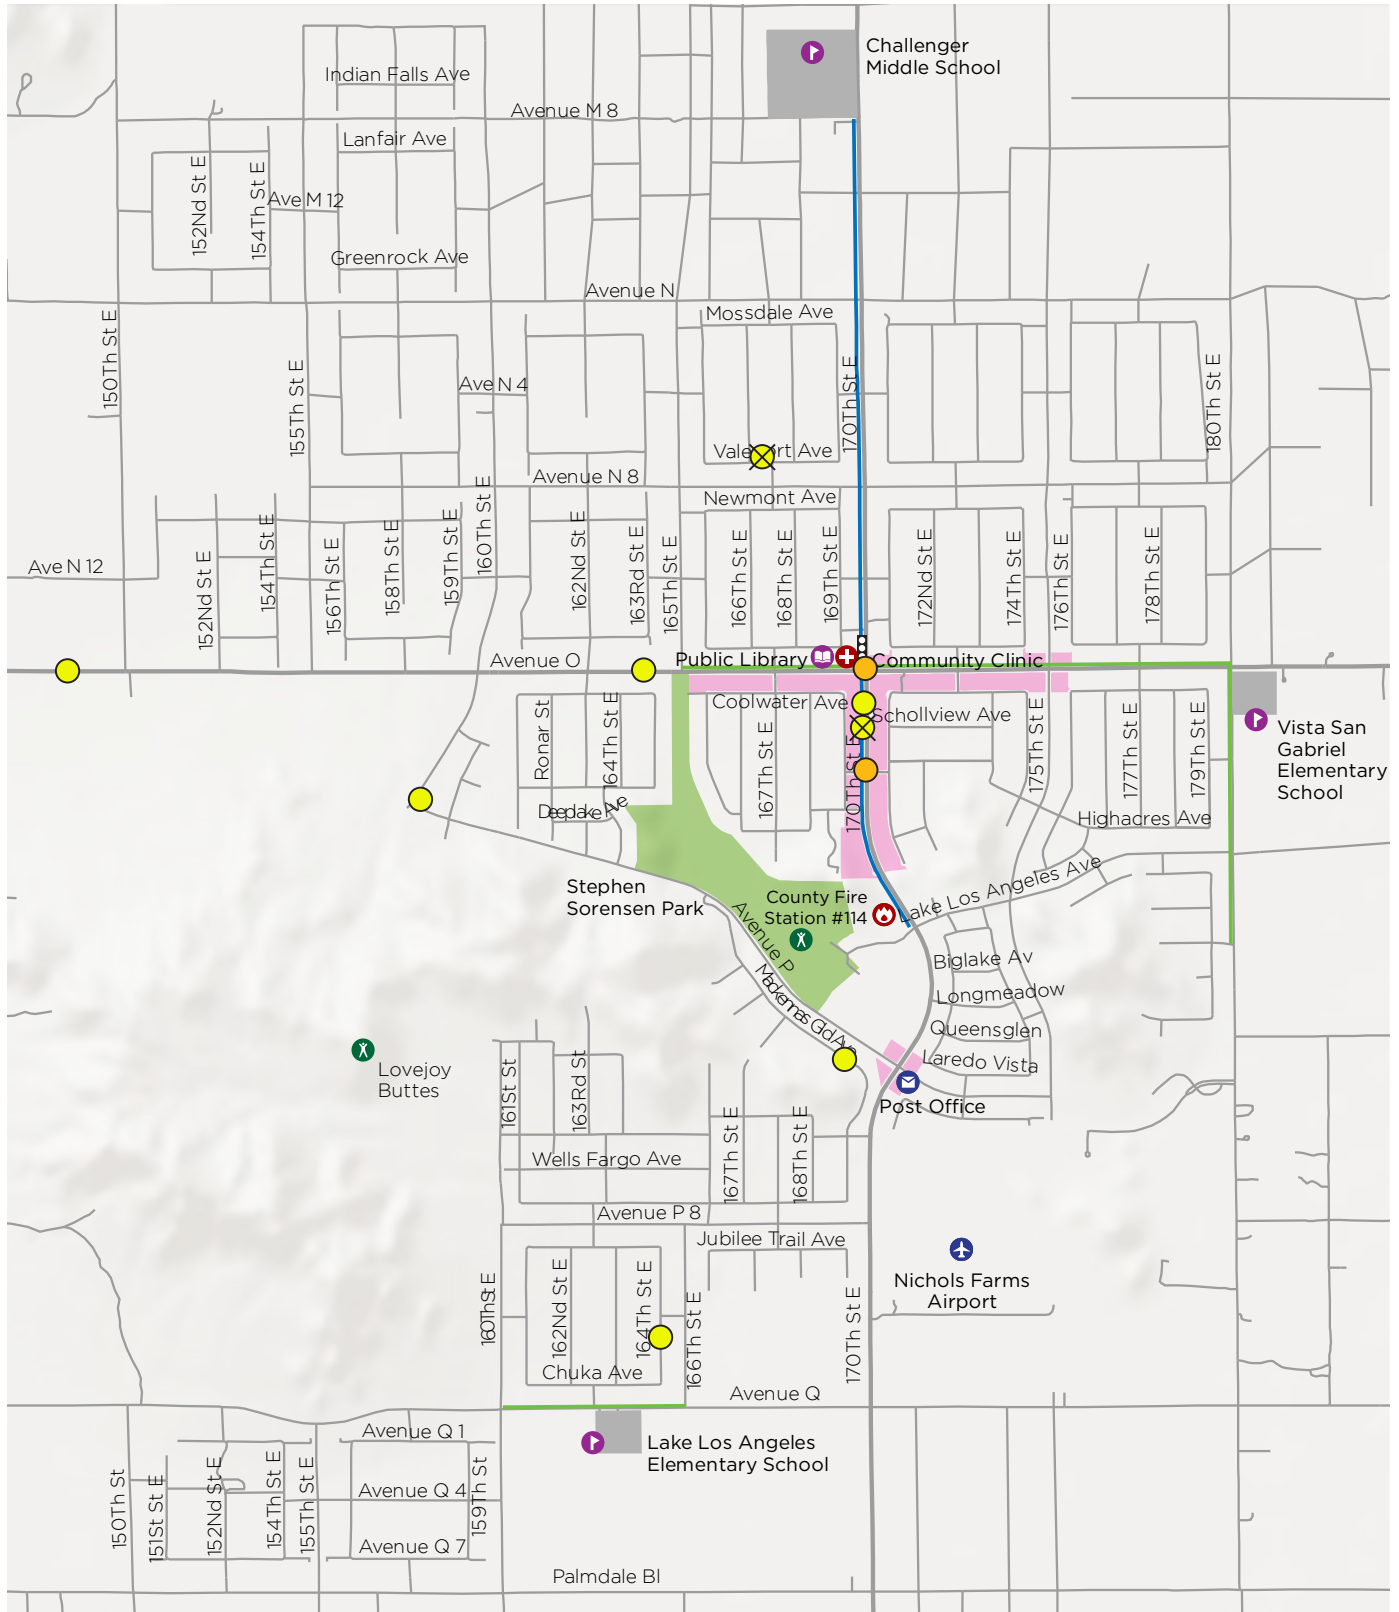 Challenger
Middle School
Indian Falls Ave
Avenue M 8
Lanfair Ave
152Nd St E
154Th St E
Ave M 12
Greenrock Ave
Avenue N
Mossdale Ave
150Th St E
155Th St E
Ave N 4
170Th St E
180Th St E
Avenue N 8
Newmont Ave
160Th St E
Ave N 12
152Nd St E
154Th St E
156Th St E
158Th St E
159Th St E
162Nd St E
163Rd St E
165Th St E
166Th St E
168Th St E
169Th St E
172Nd St E
174Th St E
176Th St E
178Th St E
Avenue O
Public Library
Community Clinic
Coolwater Ave
Schollview Ave
Ronar St
164Th St E
167Th St E
170Th St E
175Th St E
177Th St E
179Th St E
Vista San
Gabriel
Elementary
School
Highacres Ave
Stephen
Sorensen Park
County Fire
Station #114
Lake Los Angeles Ave
Avenue P
Biglake Av
Longmeadow
Queensglen
Laredo Vista
Post Office
Lovejoy
Buttes
161St St
163Rd St E
167Th St E
168Th St E
Wells Fargo Ave
Avenue P 8
Jubilee Trail Ave
Nichols Farms
Airport
160Th St E
162Nd St E
164Th St E
166Th St E
170Th St E
Chuka Ave
Avenue Q
Avenue Q 1
Lake Los Angeles
Elementary School
150Th St
151St St E
152Nd St E
154Th St E
155Th St E
159Th St
Avenue Q 4
Avenue Q 7
Palmdale Bl